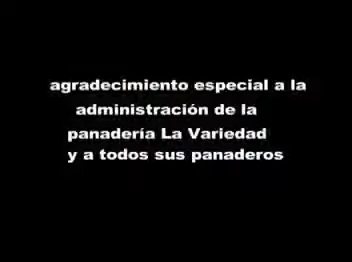 agradecimiento especial a la
administración de la
panadería La Variedad
y a todos sus panaderos